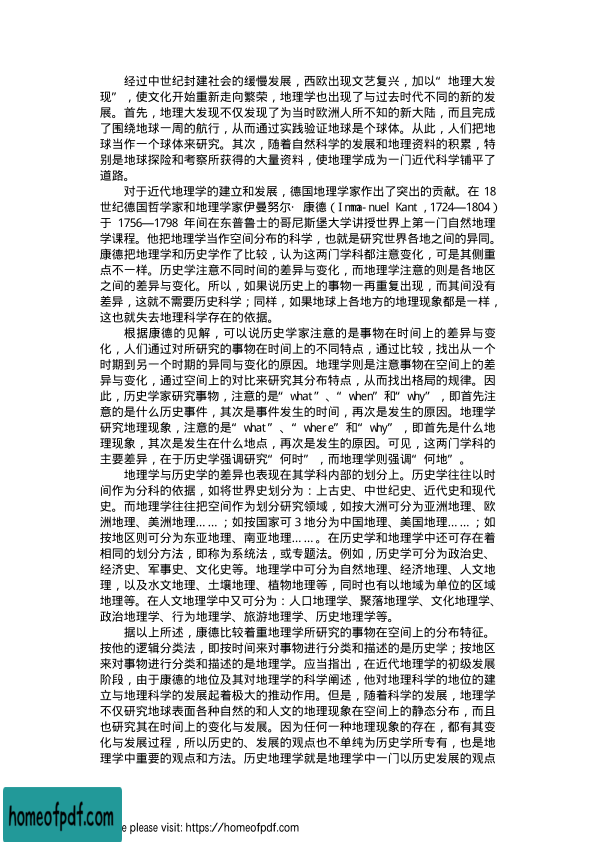 经过中世纪封建社会的缓慢发展，西欧出现文艺复兴，加以“地理大发
现”，使文化开始重新走向繁荣，地理学也出现了与过去时代不同的新的发
展。首先，地理大发现不仅发现了为当时欧洲人所不知的新大陆，而且完成
了围绕地球一周的航行，从而通过实践验证地球是个球体。从此，人们把地
球当作一个球体来研究。其次，随着自然科学的发展和地理资料的积累，特
别是地球探险和考察所获得的大量资料，使地理学成为一门近代科学铺平了
道路。
对于近代地理学的建立和发展，德国地理学家作出了突出的贡献。在 18
世纪德国哲学家和地理学家伊曼努尔·康德（Imma-nuel Kant，1724—1804）
于 1756—1798 年间在东普鲁士的哥尼斯堡大学讲授世界上第一门自然地理
学课程。他把地理学当作空间分布的科学，也就是研究世界各地之间的异同。
康德把地理学和历史学作了比较，认为这两门学科都注意变化，可是其侧重
点不一样。历史学注意不同时间的差异与变化，而地理学注意的则是各地区
之间的差异与变化。所以，如果说历史上的事物一再重复出现，而其间没有
差异，这就不需要历史科学；同样，如果地球上各地方的地理现象都是一样，
这也就失去地理科学存在的依据。
根据康德的见解，可以说历史学家注意的是事物在时间上的差异与变
化，人们通过对所研究的事物在时间上的不同特点，通过比较，找出从一个
时期到另一个时期的异同与变化的原因。地理学则是注意事物在空间上的差
异与变化，通过空间上的对比来研究其分布特点，从而找出格局的规律。因
此，历史学家研究事物，注意的是“what”、“when”和“why”，即首先注
意的是什么历史事件，其次是事件发生的时间，再次是发生的原因。地理学
研究地理现象，注意的是“what”、“where”和“why”，即首先是什么地
理现象，其次是发生在什么地点，再次是发生的原因。可见，这两门学科的
主要差异，在于历史学强调研究“何时”，而地理学则强调“何地”。
地理学与历史学的差异也表现在其学科内部的划分上。历史学往往以时
间作为分科的依据，如将世界史划分为：上古史、中世纪史、近代史和现代
史。而地理学往往把空间作为划分研究领域，如按大洲可分为亚洲地理、欧
洲地理、美洲地理……；如按国家可 3 地分为中国地理、美国地理……；如
按地区则可分为东亚地理、南亚地理……。在历史学和地理学中还可存在着
相同的划分方法，即称为系统法，或专题法。例如，历史学可分为政治史、
经济史、军事史、文化史等。地理学中可分为自然地理、经济地理、人文地
理，以及水文地理、土壤地理、植物地理等，同时也有以地域为单位的区域
地理等。在人文地理学中又可分为：人口地理学、聚落地理学、文化地理学、
政治地理学、行为地理学、旅游地理学、历史地理学等。
据以上所述，康德比较着重地理学所研究的事物在空间上的分布特征。
按他的逻辑分类法，即按时间来对事物进行分类和描述的是历史学；按地区
来对事物进行分类和描述的是地理学。应当指出，在近代地理学的初级发展
阶段，由于康德的地位及其对地理学的科学阐述，他对地理科学的地位的建
立与地理科学的发展起着极大的推动作用。但是，随着科学的发展，地理学
不仅研究地球表面各种自然的和人文的地理现象在空间上的静态分布，而且
也研究其在时间上的变化与发展。因为任何一种地理现象的存在，都有其变
化与发展过程，所以历史的、发展的观点也不单纯为历史学所专有，也是地
理学中重要的观点和方法。历史地理学就是地理学中一门以历史发展的观点
homeofpdf.com
please visit: https://homeofpdf.com